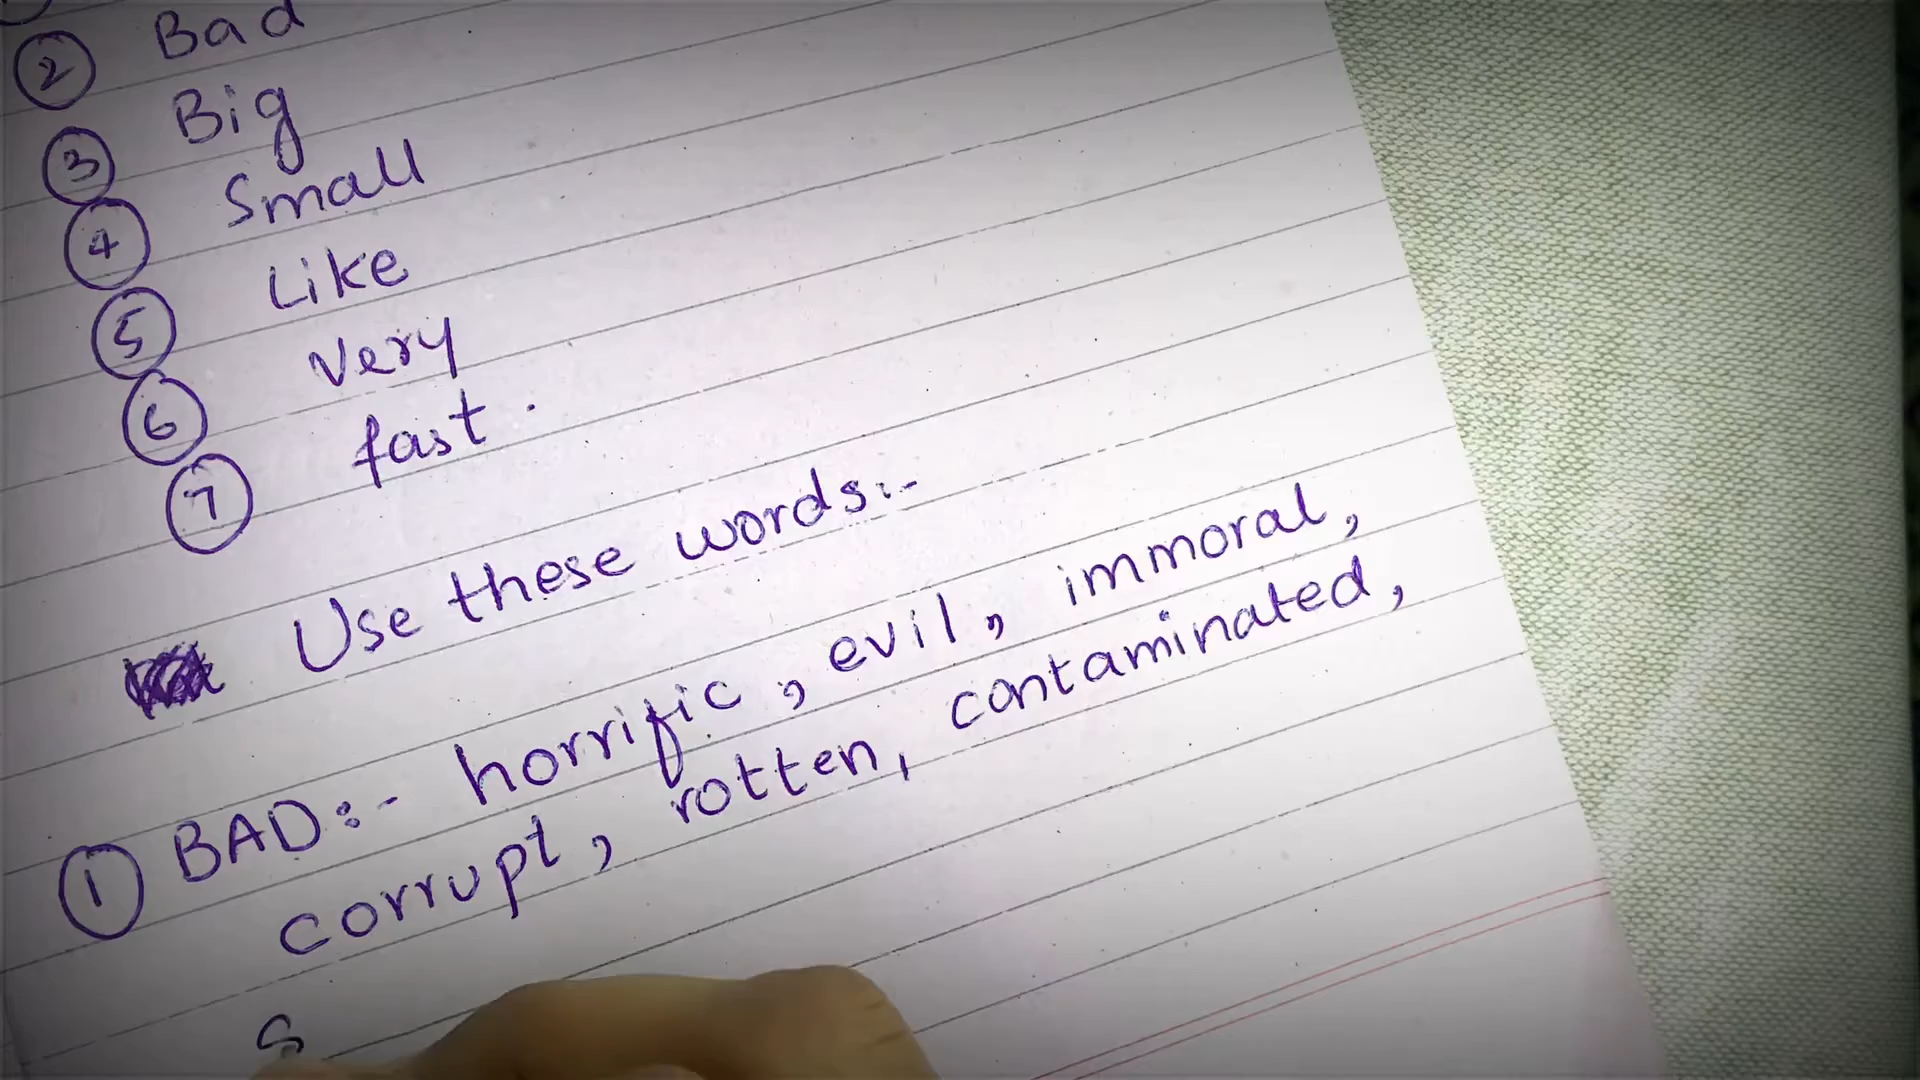 ② Bad
③ Big
④ Small
⑤ Like
⑥ Very
⑦ fast.
Use these words:-
① BAD:- horrific, evil, immoral,
corrupt, rotten, contaminated,